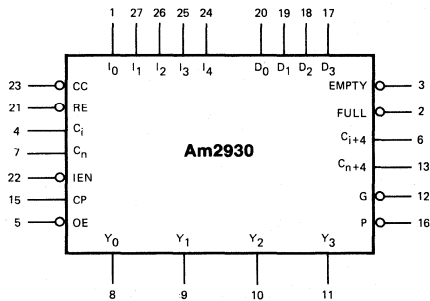 1 27 26 25 24 20 19 18 17
I0 I1 I2 I3 I4 D0 D1 D2 D3
23 CC EMPTY 3
21 RE FULL 2
4 Ci Ci+4 6
7 Cn Cn+4 13
Am2930
22 IEN G 12
15 CP P 16
5 OE
Y0 Y1 Y2 Y3
8 9 10 11